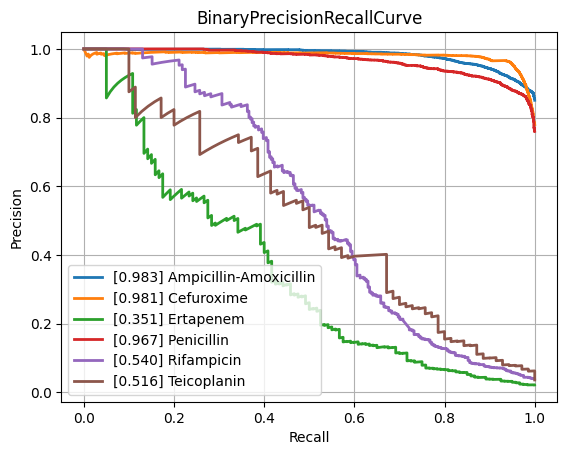 BinaryPrecisionRecallCurve
Precision
1.0
0.8
0.6
0.4
0.2
0.0
[0.983] Ampicillin-Amoxicillin
[0.981] Cefuroxime
[0.351] Ertapenem
[0.967] Penicillin
[0.540] Rifampicin
[0.516] Teicoplanin
0.0 0.2 0.4 0.6 0.8 1.0
Recall